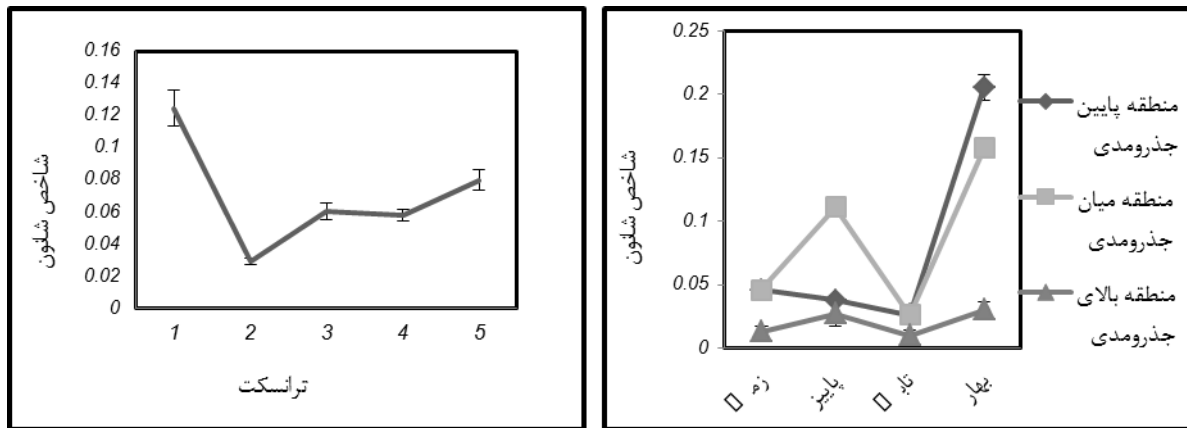 0.16
0.14
0.12
0.1
0.08
0.06
0.04
0.02
0
شاخص شانون
1 2 3 4 5
ترانسکت
0.25
0.2
0.15
0.1
0.05
0
شاخص شانون
پاییز
بهار
منطقه پایین
جذرومدی
منطقه میان
جذرومدی
منطقه بالای
جذرومدی